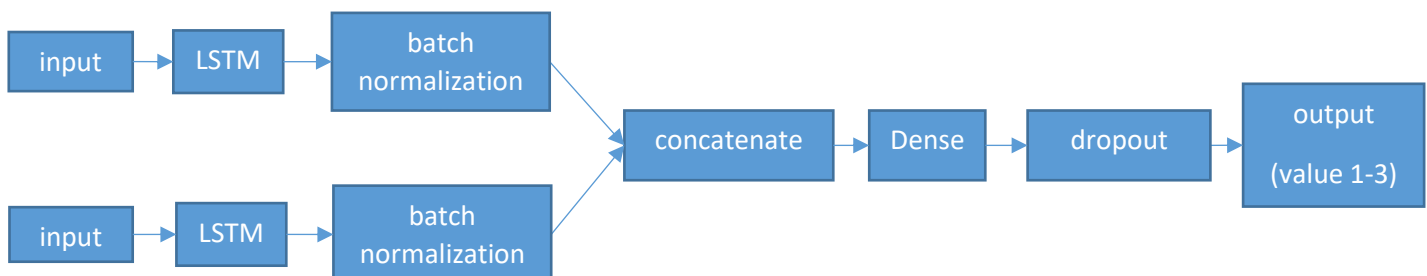 input
LSTM
batch
normalization
input
LSTM
batch
normalization
concatenate
Dense
dropout
output
(value 1-3)